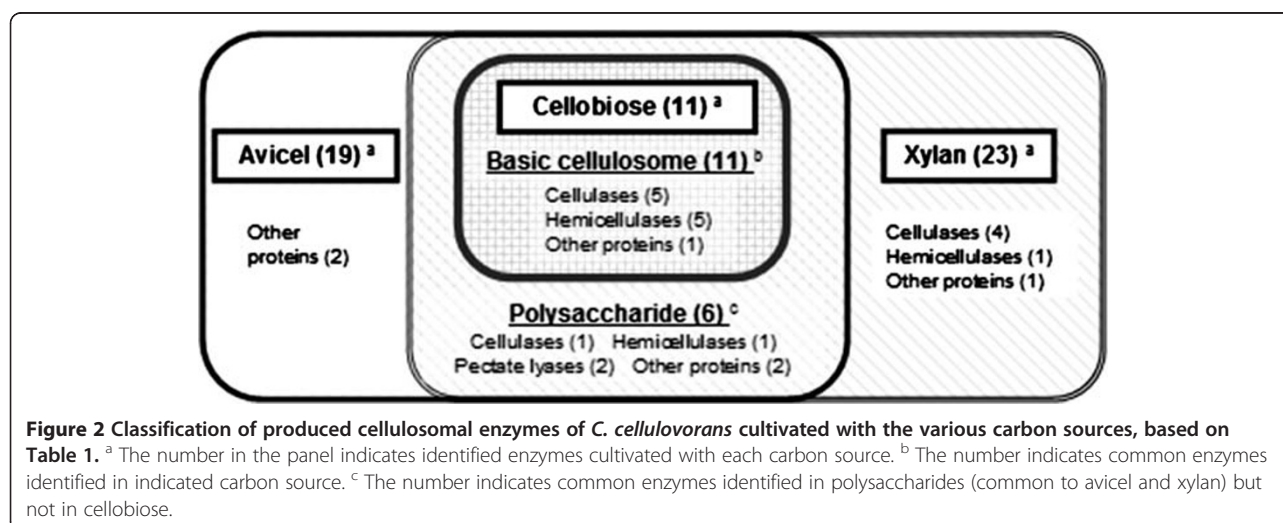 Cellobiose (11) a
Avicel (19) a
Basic cellulosome (11) b
Xylan (23) a
Cellulases (5)
Hemicellulases (5)
Other proteins (1)
Other
proteins (2)
Cellulases (4)
Hemicellulases (1)
Other proteins (1)
Polysaccharide (6) c
Cellulases (1) Hemicellulases (1)
Pectate lyases (2) Other proteins (2)
Figure 2 Classification of produced cellulosomal enzymes of C. cellulovorans cultivated with the various carbon sources, based on
Table 1. a The number in the panel indicates identified enzymes cultivated with each carbon source. b The number indicates common enzymes
identified in indicated carbon source. c The number indicates common enzymes identified in polysaccharids (common to avicel and xylan) but
not in cellobiose.